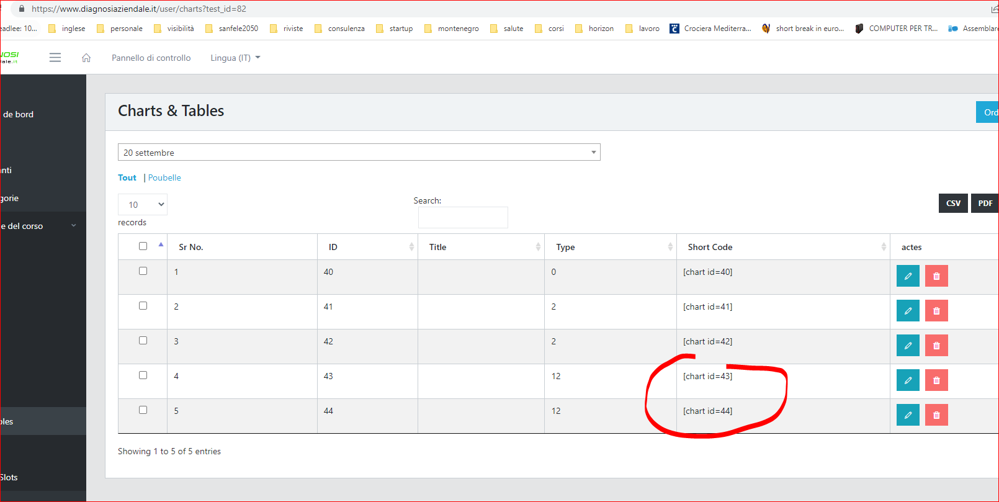 https://www.diagnosiaziendale.it/user/charts?test_id=82
eadlee: 10... inglese personale visibilità sanfele2050 riviste consulenza startup montenegro salute corsi horizon lavoro Crociera Mediterra... short break in euro... COMPUTER PER TR... Assemblare
NOSI
ale.it
Pannello di controllo Lingua (IT)
de bord
nti
gorie
e del corso
oles
Slots
Charts & Tables
Ord
20 settembre
Tout | Poubelle
10
records
Search:
CSV PDF
Sr No. ID Title Type Short Code actes
1 40 0 [chart id=40]
2 41 2 [chart id=41]
3 42 2 [chart id=42]
4 43 12 [chart id=43]
5 44 12 [chart id=44]
Showing 1 to 5 of 5 entries